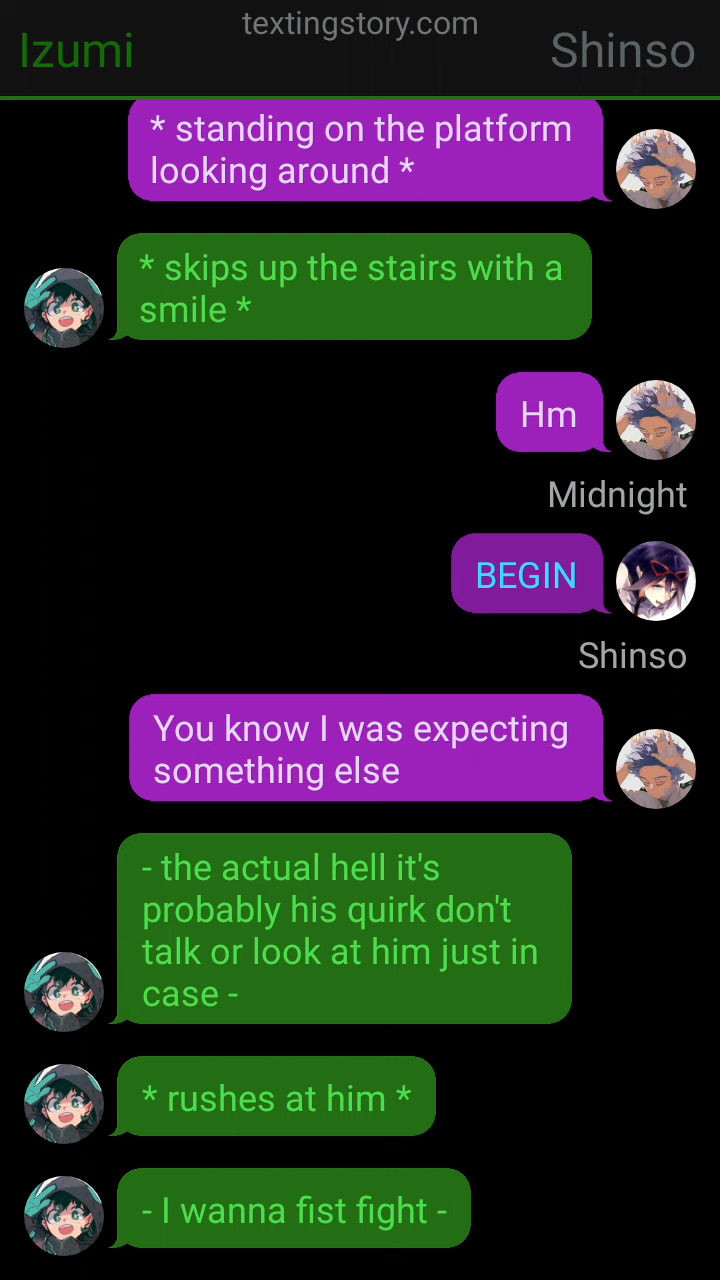 textingstory.com
Izumi
Shinso
* standing on the platform
looking around *
* skips up the stairs with a
smile *
Hm
Midnight
BEGIN
Shinso
You know I was expecting
something else
- the actual hell it's
probably his quirk don't
talk or look at him just in
case -
* rushes at him *
- I wanna fist fight -